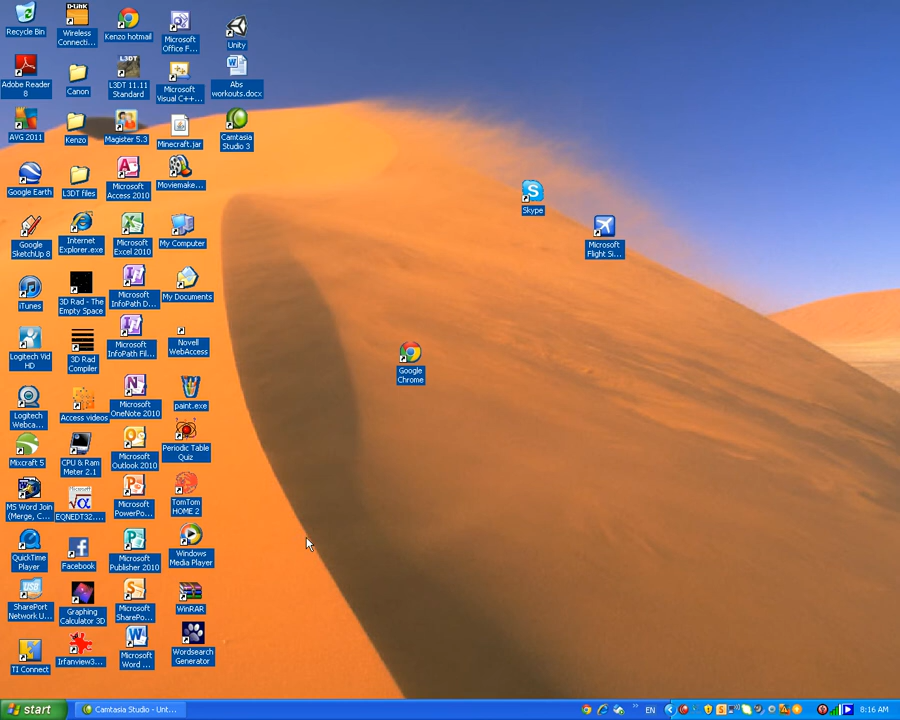 Recycle Bin
D-Link
Wireless
Connecti...
Kenzo hotmail
Microsoft
Office F...
Unity
Adobe Reader
8
Canon
L3DT
L3DT 11.11
Standard
Microsoft
Visual C++...
Abs
workouts.docx
AVG 2011
Kenzo
Magister 5.3
Minecraft.jar
Camtasia
Studio 3
Google Earth
L3DT files
Microsoft
Access 2010
Moviemake...
Skype
Google
SketchUp 8
Internet
Explorer.exe
Microsoft
Excel 2010
My Computer
Microsoft
Flight Si...
iTunes
3D Rad - The
Empty Space
Microsoft
InfoPath D...
My Documents
Logitech Vid
HD
3D Rad
Compiler
Microsoft
InfoPath Fil...
Novell
WebAccess
Google
Chrome
Logitech
Webca...
Access videos
Microsoft
OneNote 2010
paint.exe
Mixcraft 5
CPU & Ram
Meter 2.1
Microsoft
Outlook 2010
Periodic Table
Quiz
MS Word Join
(Merge, C...
EQNEDT32....
Microsoft
PowerPo...
TomTom
HOME 2
QuickTime
Player
Facebook
Microsoft
Publisher 2010
Windows
Media Player
SharePort
Network U...
Graphing
Calculator 3D
Microsoft
SharePo...
WinRAR
TI Connect
Irfanview3...
Microsoft
Word ...
Wordsearch
Generator
start
Camtasia Studio - Unt...
EN
8:16 AM